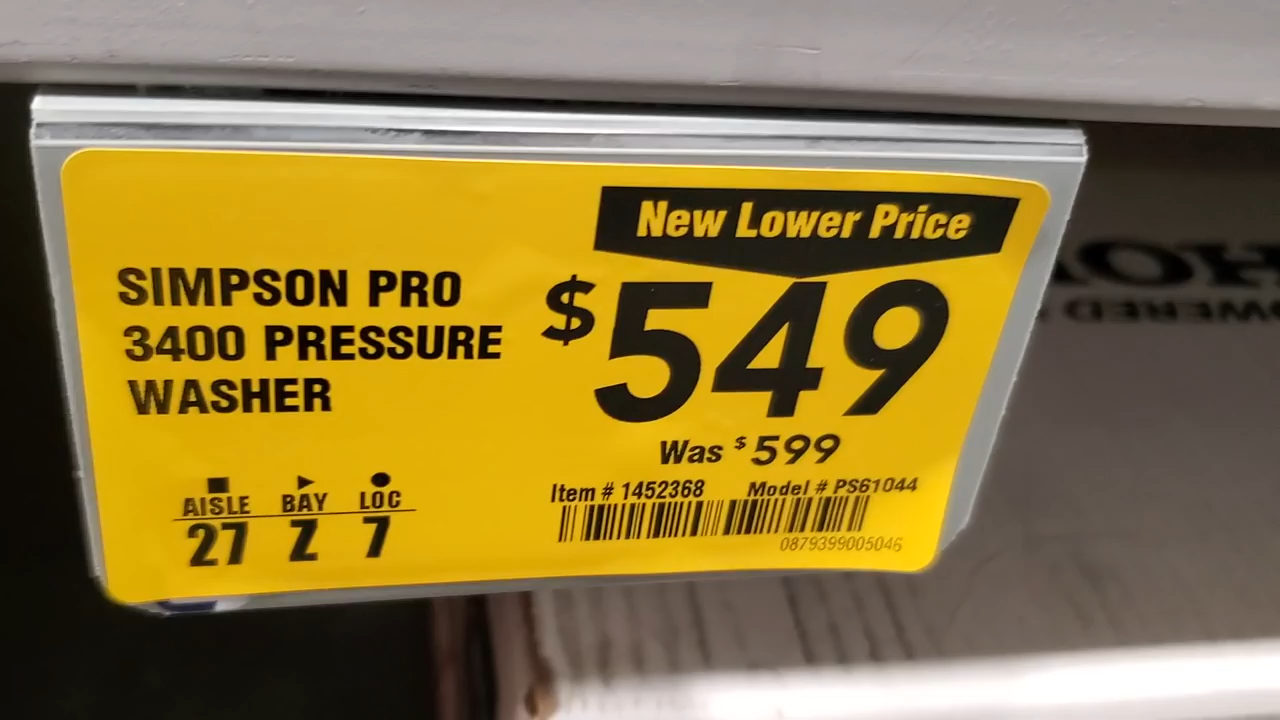 New Lower Price
SIMPSON PRO
3400 PRESSURE
WASHER
$549
Was $599
Item # 1452368 Model # PS61044
0879399005046
AISLE BAY LOC
27 Z 7